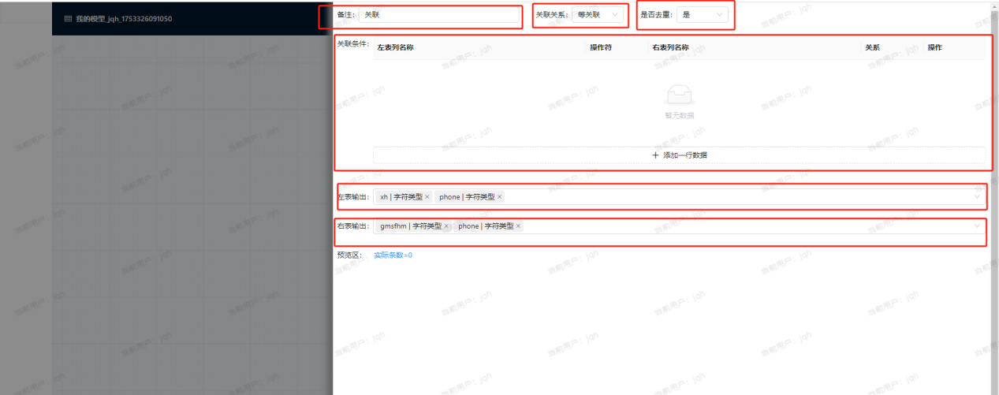 我的模型_jqh_1753326091050
备注: 关联 关联关系: 等关联 是否去重: 是
关联条件: 左表列名称 操作符 右表列名称 关系 操作
暂无数据
+ 添加一行数据
左表输出: xh | 字符类型 × phone | 字符类型 ×
右表输出: gmsfhm | 字符类型 × phone | 字符类型 ×
预览区: 实际条数=0
当前用户: jqh